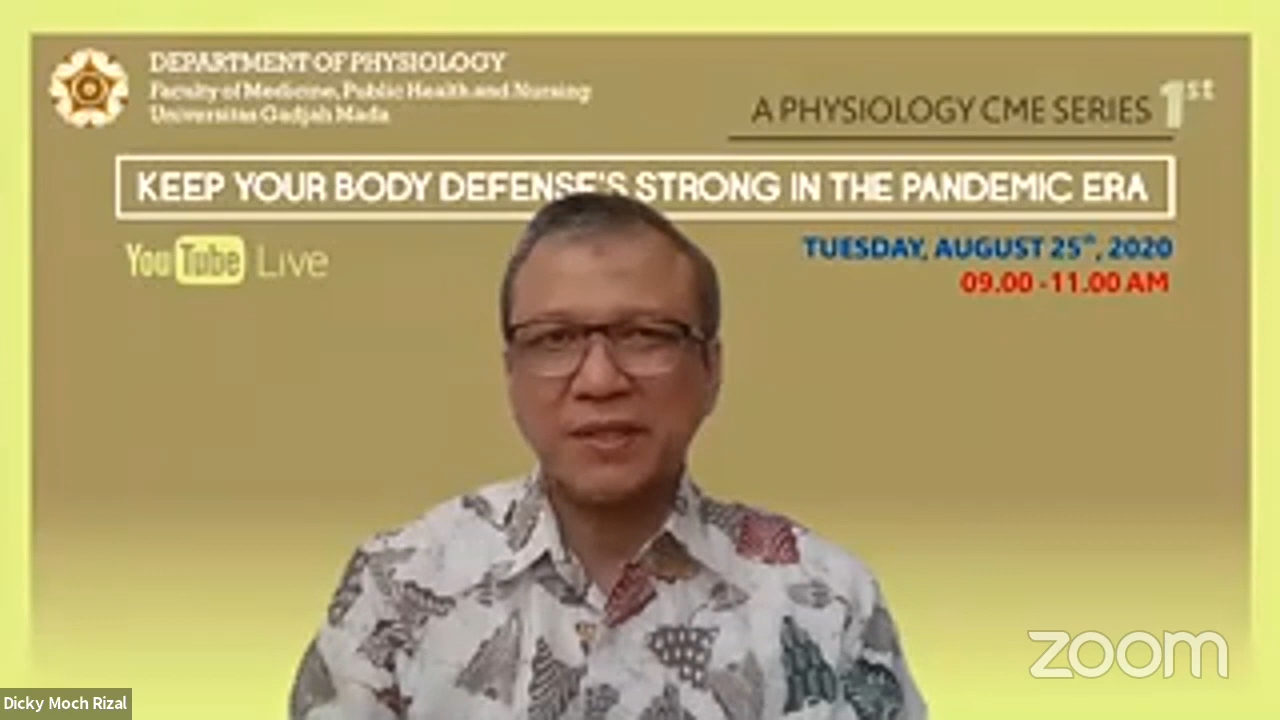 DEPARTMENT OF PHYSIOLOGY
Faculty of Medicine, Public Health and Nursing
Universitas Gadjah Mada
A PHYSIOLOGY CME SERIES 1st
KEEP YOUR BODY DEFENSE'S STRONG IN THE PANDEMIC ERA
YouTube Live
TUESDAY, AUGUST 25th, 2020
09.00 - 11.00 AM
zoom
Dicky Moch Rizal